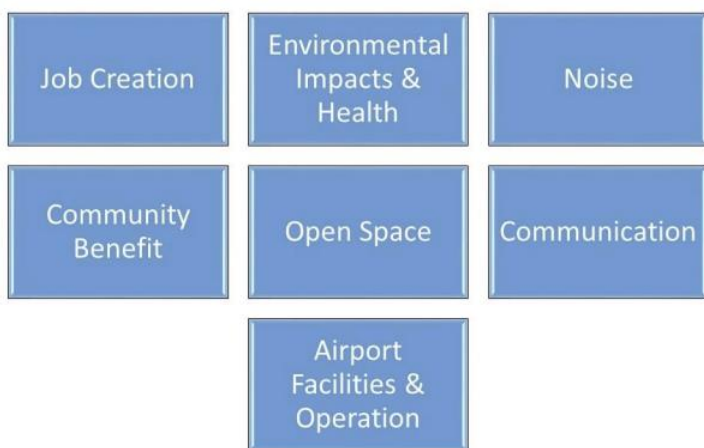 Job Creation
Environmental
Impacts &
Health
Noise
Community
Benefit
Open Space
Communication
Airport
Facilities &
Operation